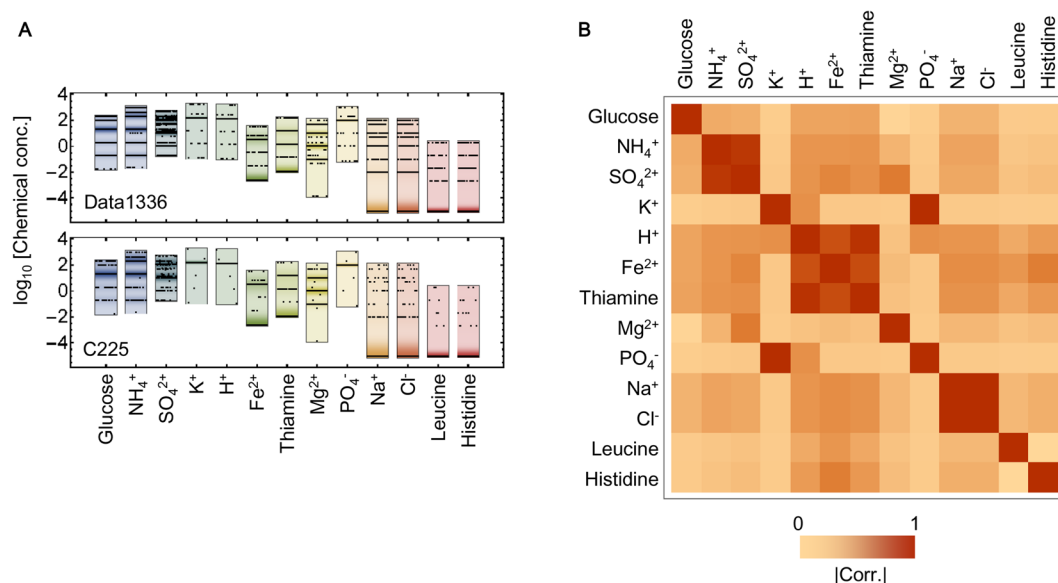 A
log₁₀ [Chemical conc.]
4
2
0
−2
−4
Data1336
4
2
0
−2
−4
C225
Glucose
NH₄⁺
SO₄²⁺
K⁺
H⁺
Fe²⁺
Thiamine
Mg²⁺
PO₄⁻
Na⁺
Cl⁻
Leucine
Histidine
B
Glucose
NH₄⁺
SO₄²⁺
K⁺
H⁺
Fe²⁺
Thiamine
Mg²⁺
PO₄⁻
Na⁺
Cl⁻
Leucine
Histidine
Glucose
NH₄⁺
SO₄²⁺
K⁺
H⁺
Fe²⁺
Thiamine
Mg²⁺
PO₄⁻
Na⁺
Cl⁻
Leucine
Histidine
0 1
|Corr.|